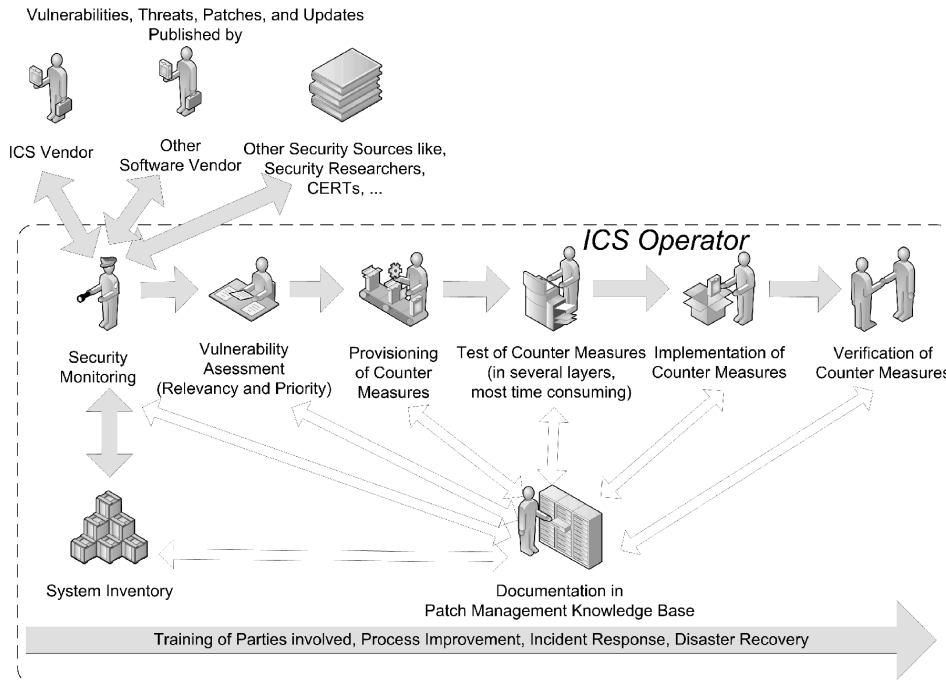 Vulnerabilities, Threats, Patches, and Updates
Published by
ICS Vendor
Other
Software Vendor
Other Security Sources like,
Security Researchers,
CERTs, ...
ICS Operator
Security
Monitoring
Vulnerability
Asessment
(Relevancy and Priority)
Provisioning
of Counter
Measures
Test of Counter Measures
(in several layers,
most time consuming)
Implementation of
Counter Measures
Verification of
Counter Measures
System Inventory
Documentation in
Patch Management Knowledge Base
Training of Parties involved, Process Improvement, Incident Response, Disaster Recovery